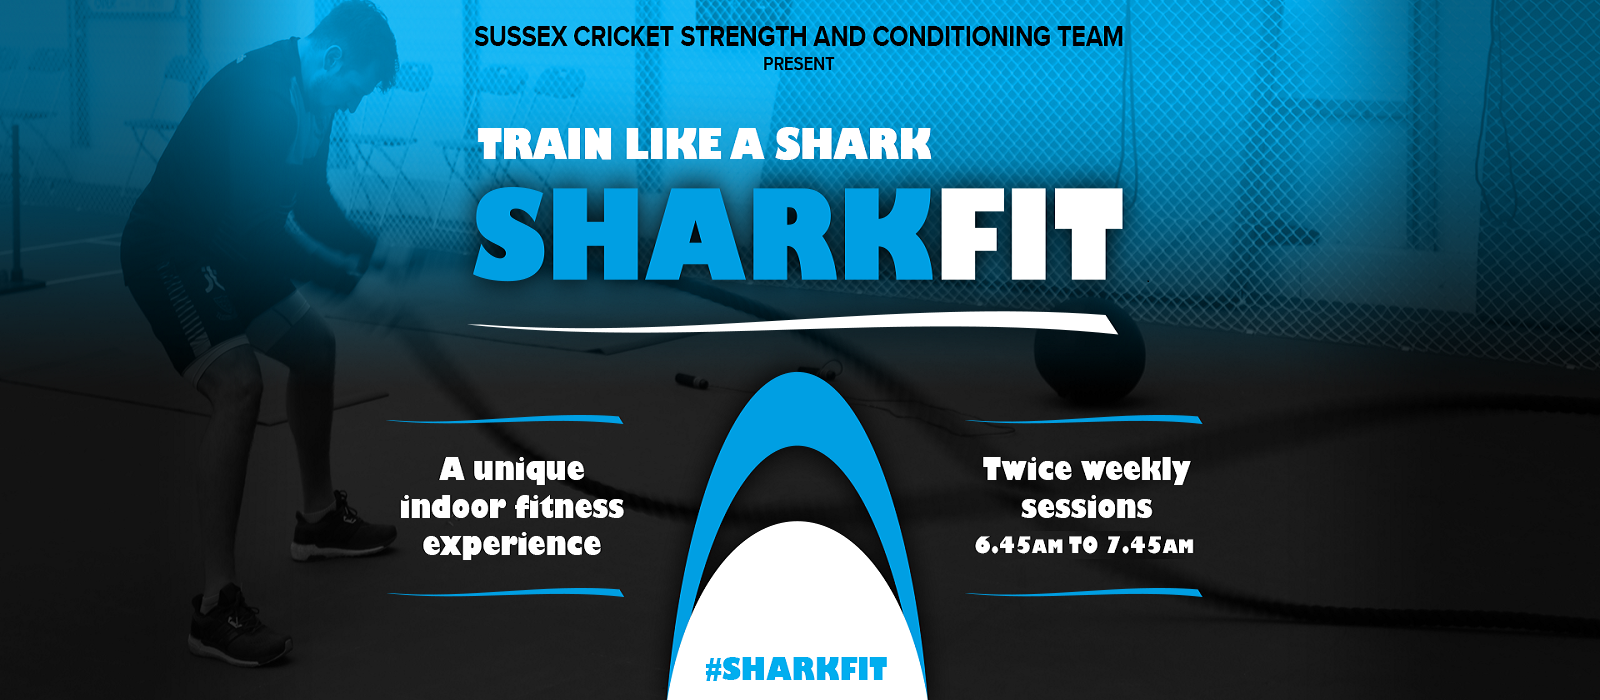 SUSSEX CRICKET STRENGTH AND CONDITIONING TEAM
PRESENT
TRAIN LIKE A SHARK
SHARKFIT
A unique
indoor fitness
experience
Twice weekly
sessions
6.45AM TO 7.45AM
#SHARKFIT